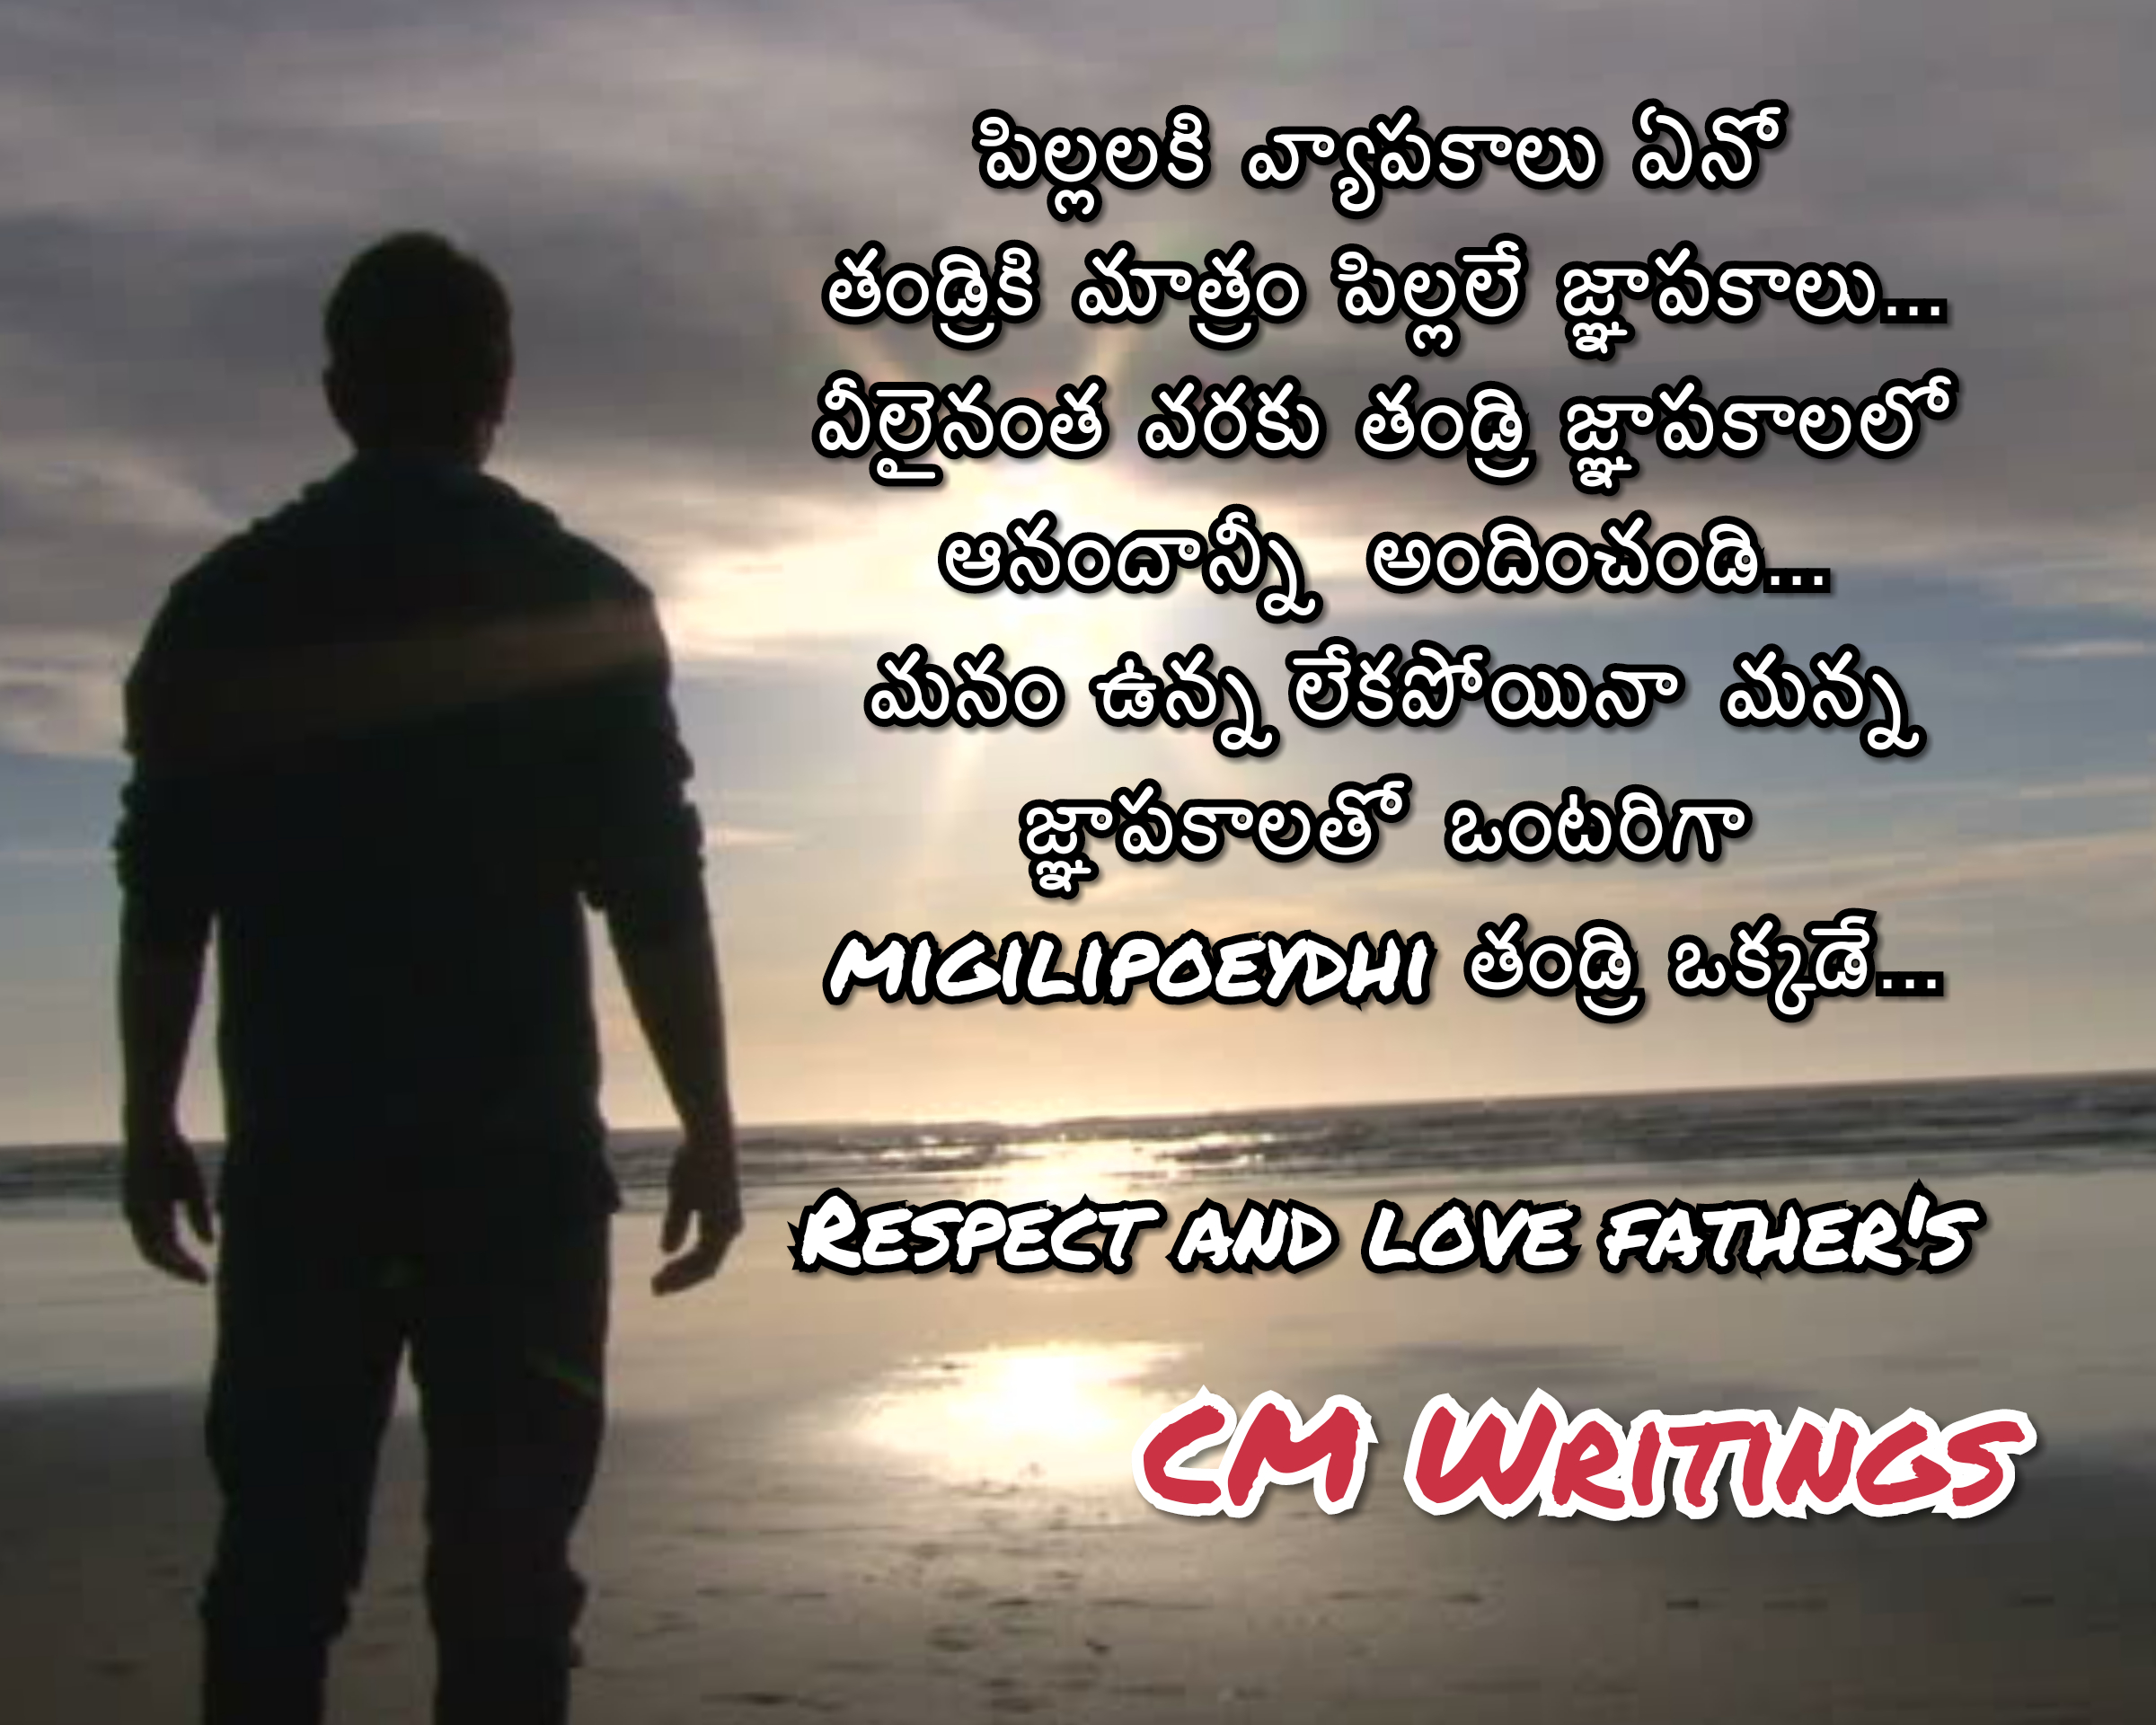 పిల్లలకి వ్యాపకాలు ఏనో
తండ్రికి మాత్రం పిల్లలే జ్ఞాపకాలు...
వీలైనంత వరకు తండ్రి జ్ఞాపకాలలో
ఆనందాన్నీ అందించండి...
మనం ఉన్న లేకపోయినా మన్న
జ్ఞాపకాలతో ఒంటరిగా
MIGILIPOEYDHI తండ్రి ఒక్కడే...
RESPECT AND LOVE FATHER'S
CM WRITINGS